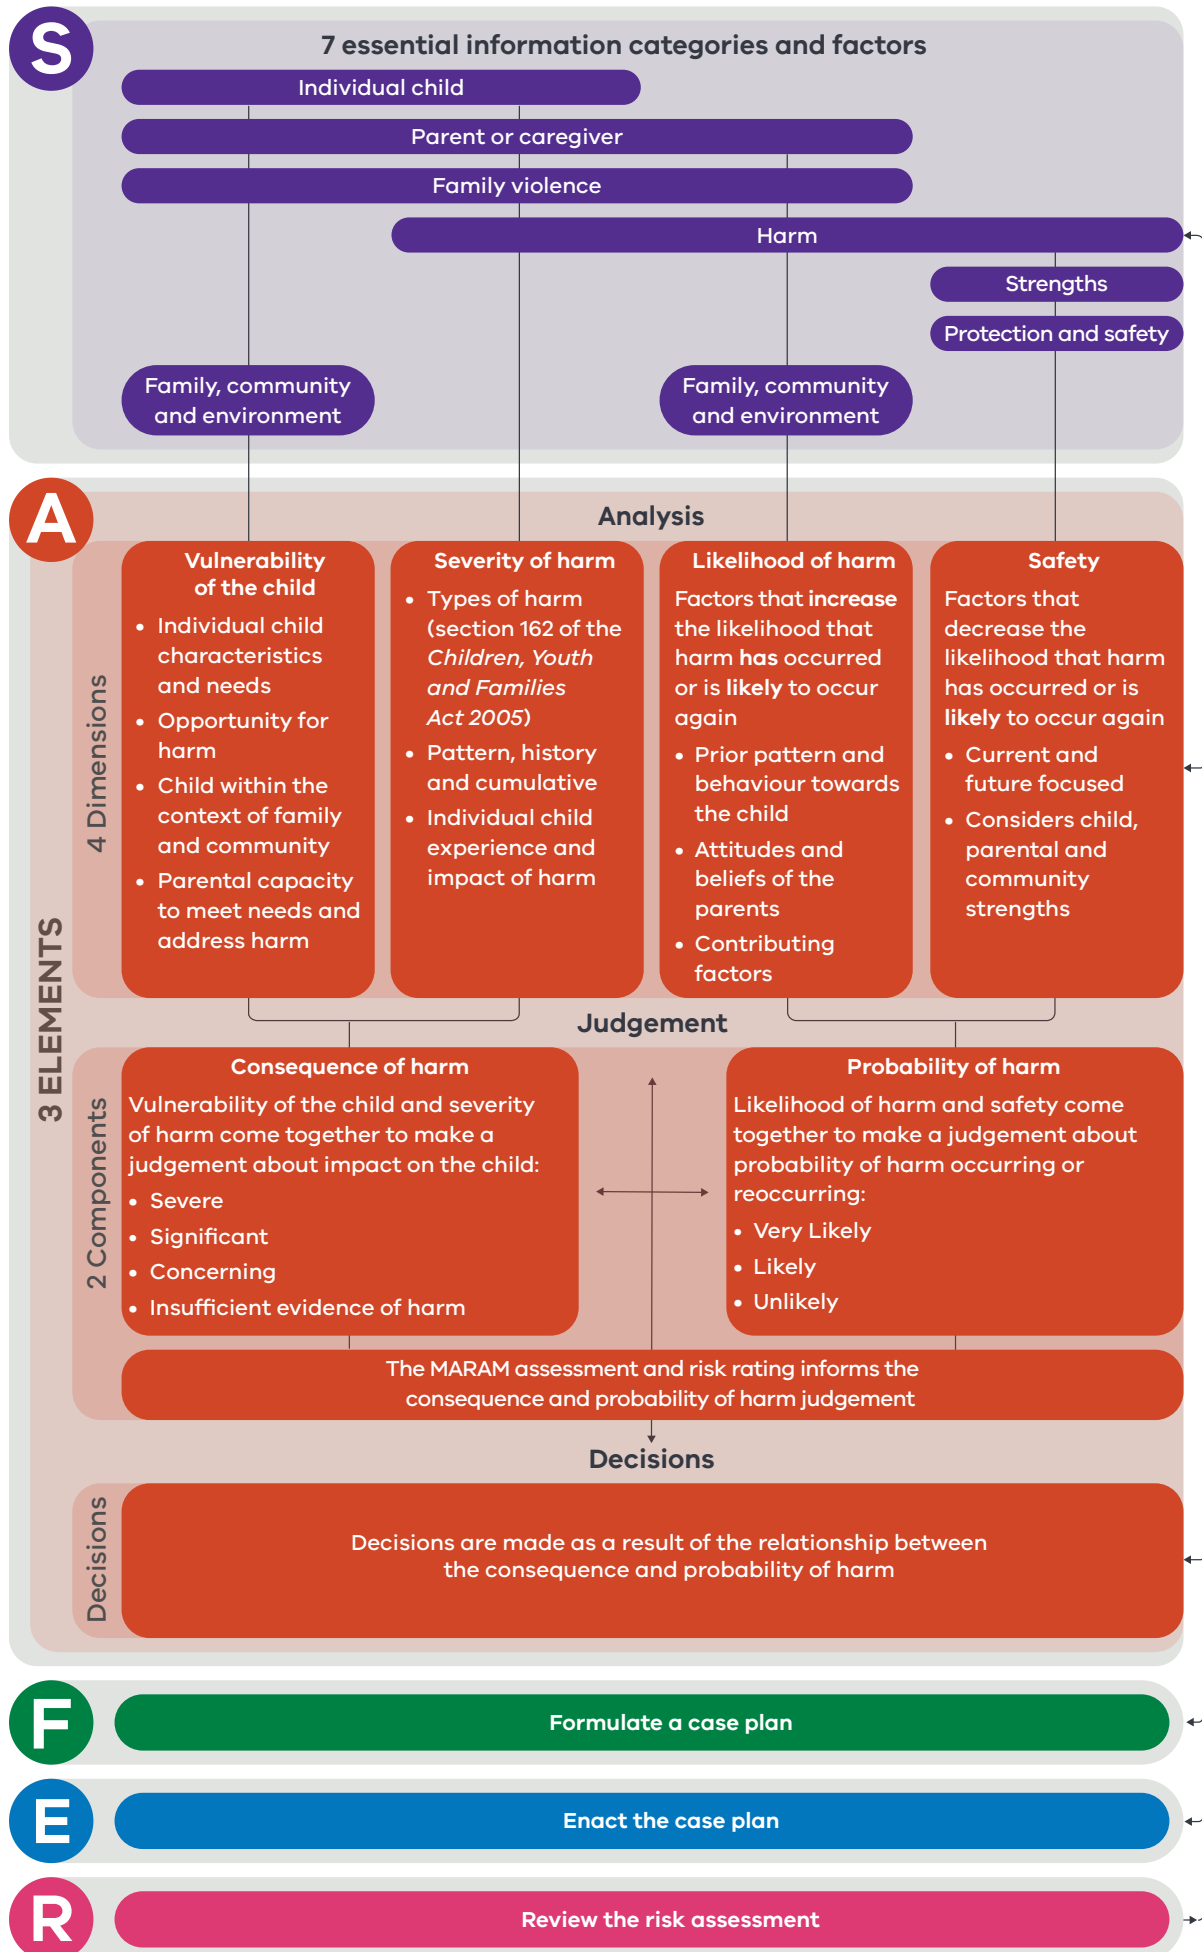 S
7 essential information categories and factors
Individual child
Parent or caregiver
Family violence
Harm
Strengths
Protection and safety
Family, community
and environment
Family, community
and environment
A
3 ELEMENTS
Analysis
4 Dimensions
Vulnerability
of the child
• Individual child
characteristics
and needs
• Opportunity for
harm
• Child within the
context of family
and community
• Parental capacity
to meet needs and
address harm
Severity of harm
• Types of harm
(section 162 of the
Children, Youth
and Families
Act 2005)
• Pattern, history
and cumulative
• Individual child
experience and
impact of harm
Likelihood of harm
Factors that increase
the likelihood that
harm has occurred
or is likely to occur
again
• Prior pattern and
behaviour towards
the child
• Attitudes and
beliefs of the
parents
• Contributing
factors
Safety
Factors that
decrease the
likelihood that harm
has occurred or is
likely to occur again
• Current and
future focused
• Considers child,
parental and
community
strengths
Judgement
2 Components
Consequence of harm
Vulnerability of the child and severity
of harm come together to make a
judgement about impact on the child:
• Severe
• Significant
• Concerning
• Insufficient evidence of harm
Probability of harm
Likelihood of harm and safety come
together to make a judgement about
probability of harm occurring or
reoccurring:
• Very Likely
• Likely
• Unlikely
The MARAM assessment and risk rating informs the
consequence and probability of harm judgement
Decisions
Decisions
Decisions are made as a result of the relationship between
the consequence and probability of harm
F
Formulate a case plan
E
Enact the case plan
R
Review the risk assessment